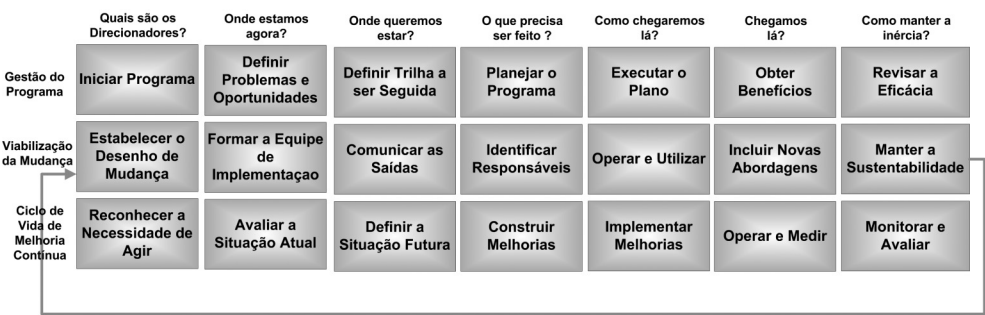 Quais são os
Direcionadores?
Onde estamos
agora?
Onde queremos
estar?
O que precisa
ser feito ?
Como chegaremos
lá?
Chegamos
lá?
Como manter a
inércia?
Gestão do
Programa
Iniciar Programa
Definir
Problemas e
Oportunidades
Definir Trilha a
ser Seguida
Planejar o
Programa
Executar o
Plano
Obter
Benefícios
Revisar a
Eficácia
Viabilização
da Mudança
Estabelecer o
Desenho de
Mudança
Formar a Equipe
de
Implementaçao
Comunicar as
Saídas
Identificar
Responsáveis
Operar e Utilizar
Incluir Novas
Abordagens
Manter a
Sustentabilidade
Ciclo de
Vida de
Melhoria
Contínua
Reconhecer a
Necessidade de
Agir
Avaliar a
Situação Atual
Definir a
Situação Futura
Construir
Melhorias
Implementar
Melhorias
Operar e Medir
Monitorar e
Avaliar